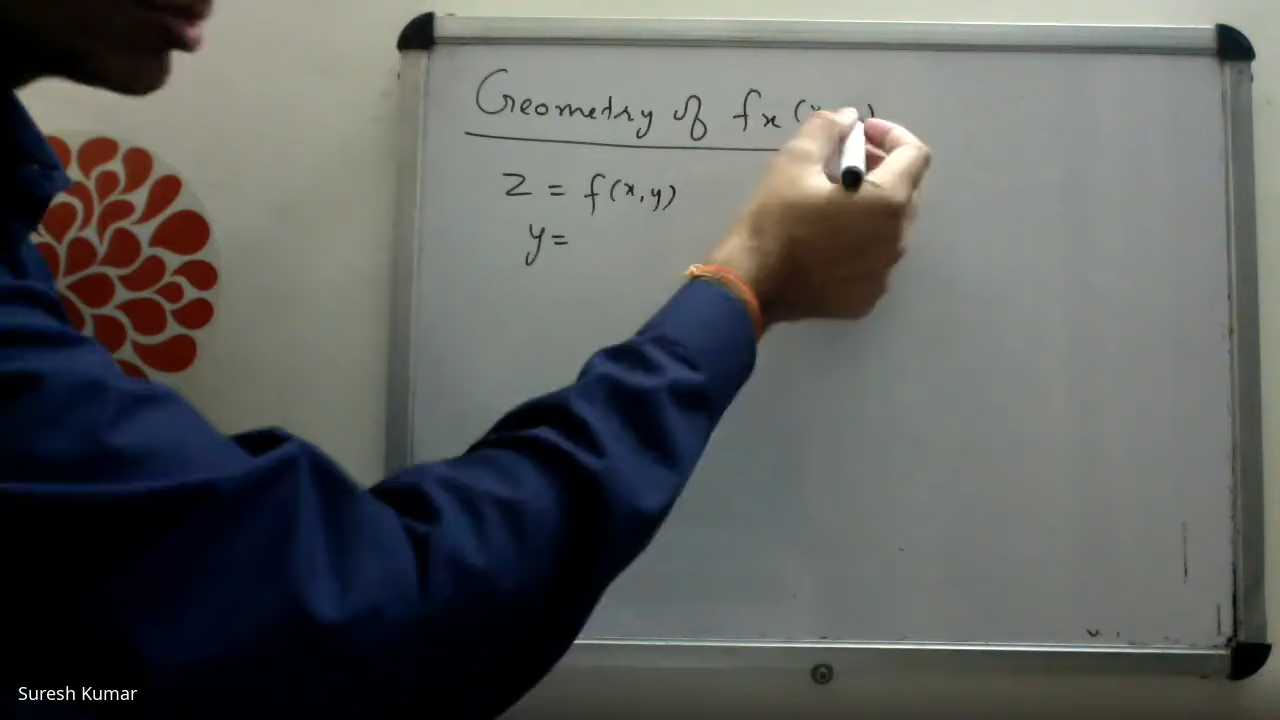 Geometry of fx(x
z = f(x,y)
y=
Suresh Kumar